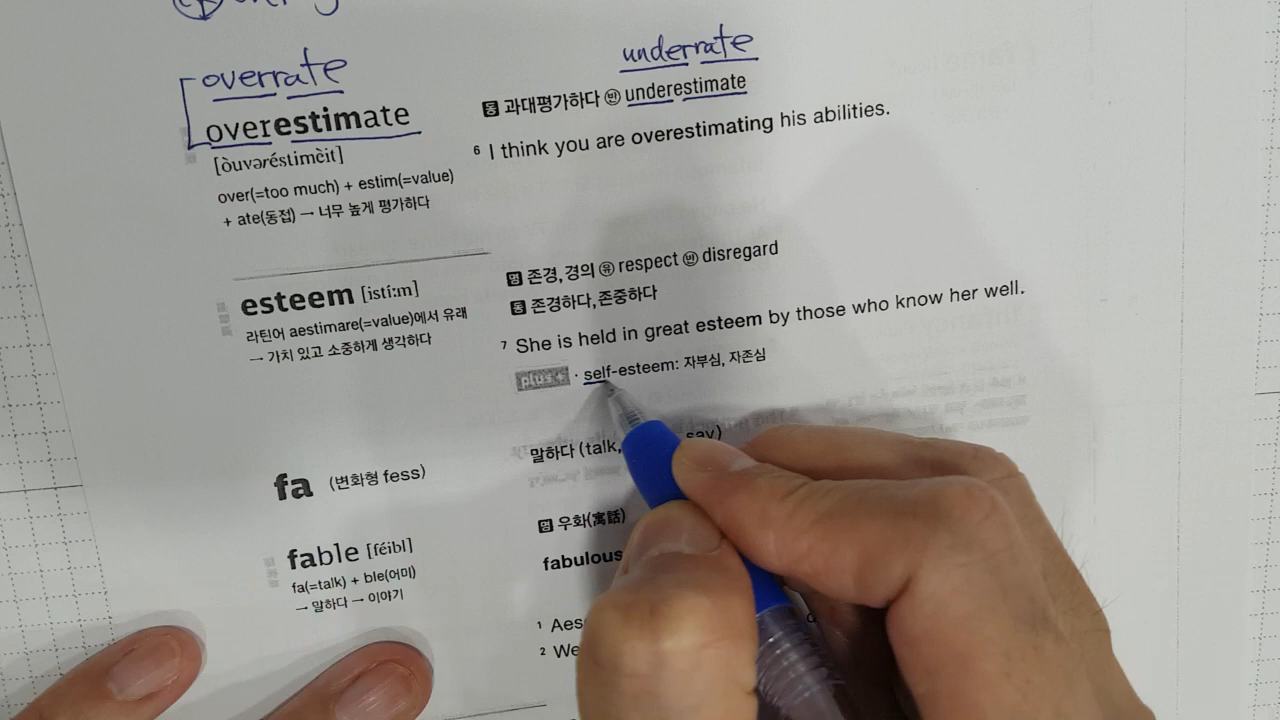 overrate
underrate
overestimate
동 과대평가하다 반 underestimate
[òuvəréstimèit]
6 I think you are overestimating his abilities.
over(=too much) + estim(=value)
+ ate(동접) → 너무 높게 평가하다
esteem [istíːm]
명 존경, 경의 유 respect 반 disregard
동 존경하다, 존중하다
라틴어 aestimare(=value)에서 유래
→ 가치 있고 소중하게 생각하다
7 She is held in great esteem by those who know her well.
plus+ · self-esteem: 자부심, 자존심
fa (변화형 fess)
말하다 (talk, say)
fable [féibl]
명 우화(寓話)
fa(=talk) + ble(어미)
→ 말하다 → 이야기
fabulous
1 Aes
2 We